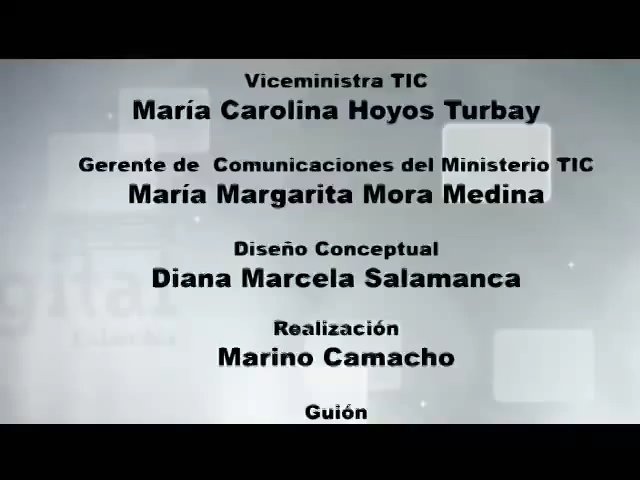 Viceministra TIC
María Carolina Hoyos Turbay
Gerente de Comunicaciones del Ministerio TIC
María Margarita Mora Medina
Diseño Conceptual
Diana Marcela Salamanca
gital
Realización
Marino Camacho
Guión